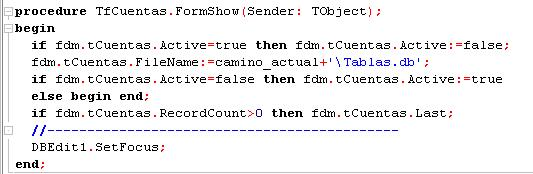 procedure TfCuentas.FormShow(Sender: TObject);
begin
if fdm.tCuentas.Active=true then fdm.tCuentas.Active:=false;
fdm.tCuentas.FileName:=camino_actual+'\Tablas.db';
if fdm.tCuentas.Active=false then fdm.tCuentas.Active:=true
else begin end;
if fdm.tCuentas.RecordCount>0 then fdm.tCuentas.Last;
//------------------------------------------
DBEdit1.SetFocus;
end;